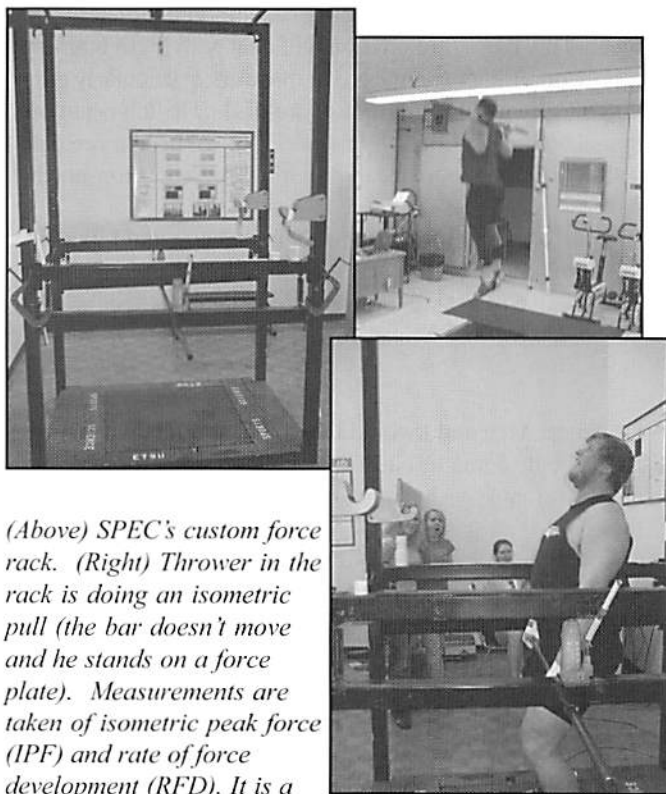 ETSU
(Above) SPEC's custom force
rack. (Right) Thrower in the
rack is doing an isometric
pull (the bar doesn't move
and he stands on a force
plate). Measurements are
taken of isometric peak force
(IPF) and rate of force
development (RFD). It is a